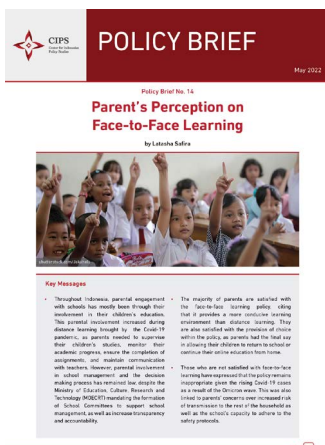 CIPS
Center for Indonesian
Policy Studies
POLICY BRIEF
May 2022
Policy Brief No. 14
Parent's Perception on
Face-to-Face Learning
by Latasha Safira
Key Messages
• Throughout Indonesia, parental engagement
with schools has mostly been through their
involvement in their children's education.
This parental involvement increased during
distance learning brought by the Covid-19
pandemic, as parents needed to supervise
their children's studies, monitor their
academic progress, ensure the completion of
assignments, and maintain communication
with teachers. However, parental involvement
in school management and the decision
making process has remained low, despite the
Ministry of Education, Culture, Research and
Technology (MOECRT) mandating the formation
of School Committees to support school
management, as well as increase transparency
and accountability.
• The majority of parents are satisfied with
the face-to-face learning policy, citing
that it provides a more conducive learning
environment than distance learning. They
are also satisfied with the provision of choice
within the policy, as parents had the final say
in allowing their children to return to school or
continue their online education from home.
• Those who are not satisfied with face-to-face
learning have expressed that the policy remains
inappropriate given the rising Covid-19 cases
as a result of the Omicron wave. This was also
linked to parents' concerns over increased risk
of transmission to the rest of the household as
well as the school's capacity to adhere to the
safety protocols.